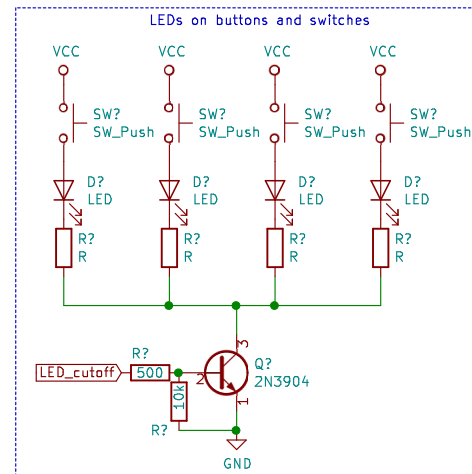 LEDs on buttons and switches
VCC VCC VCC VCC
SW? SW? SW? SW?
SW_Push SW_Push SW_Push SW_Push
D? D? D? D?
LED LED LED LED
R? R? R? R?
R R R R
3
R? Q?
LED_cutoff 500 2 2N3904
10k 1
R?
GND